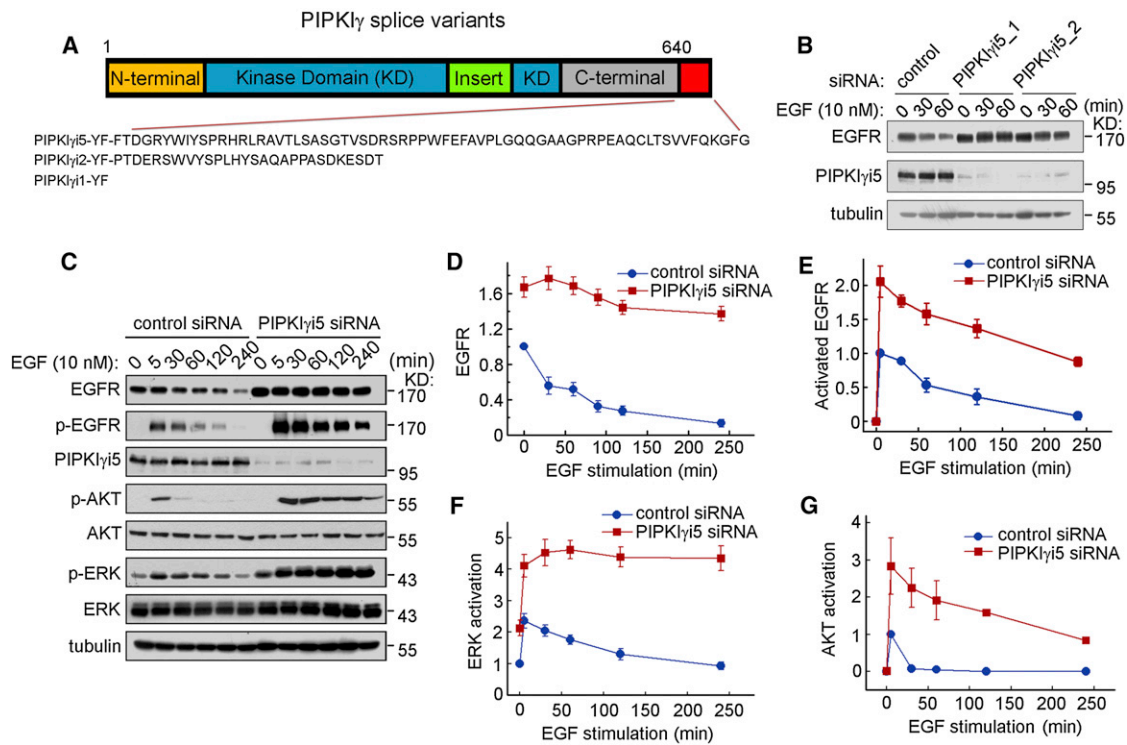 PIPKIγ splice variants
A
1
640
N-terminal
Kinase Domain (KD)
Insert
KD
C-terminal
PIPKIγi5-YF-FTDGRYWIYSPRHRLRAVTLSASGTVSDRSRPPWFEFAVPLGQQGAAGPRPEAQCLTSVVFQKGFG
PIPKIγi2-YF-PTDERSWVYSPLHYSAQAPPASDKESDT
PIPKIγi1-YF
B
siRNA:
control
PIPKIγi5_1
PIPKIγi5_2
EGF (10 nM): 0 30 60 0 30 60 0 30 60 (min)
KD:
EGFR 170
PIPKIγi5 95
tubulin 55
C
control siRNA PIPKIγi5 siRNA
EGF (10 nM): 0 5 30 60 120 240 0 5 30 60 120 240 (min)
KD:
EGFR 170
p-EGFR 170
PIPKIγi5 95
p-AKT 55
AKT 55
p-ERK 43
ERK 43
tubulin 55
D
control siRNA
PIPKIγi5 siRNA
EGFR
1.6
1.2
0.8
0.4
0
0 50 100 150 200 250
EGF stimulation (min)
E
control siRNA
PIPKIγi5 siRNA
Activated EGFR
2.0
1.5
1.0
0.5
0.0
0 50 100 150 200 250
EGF stimulation (min)
F
control siRNA
PIPKIγi5 siRNA
ERK activation
5
4
3
2
1
0
0 50 100 150 200 250
EGF stimulation (min)
G
control siRNA
PIPKIγi5 siRNA
AKT activation
4
3
2
1
0
0 50 100 150 200 250
EGF stimulation (min)